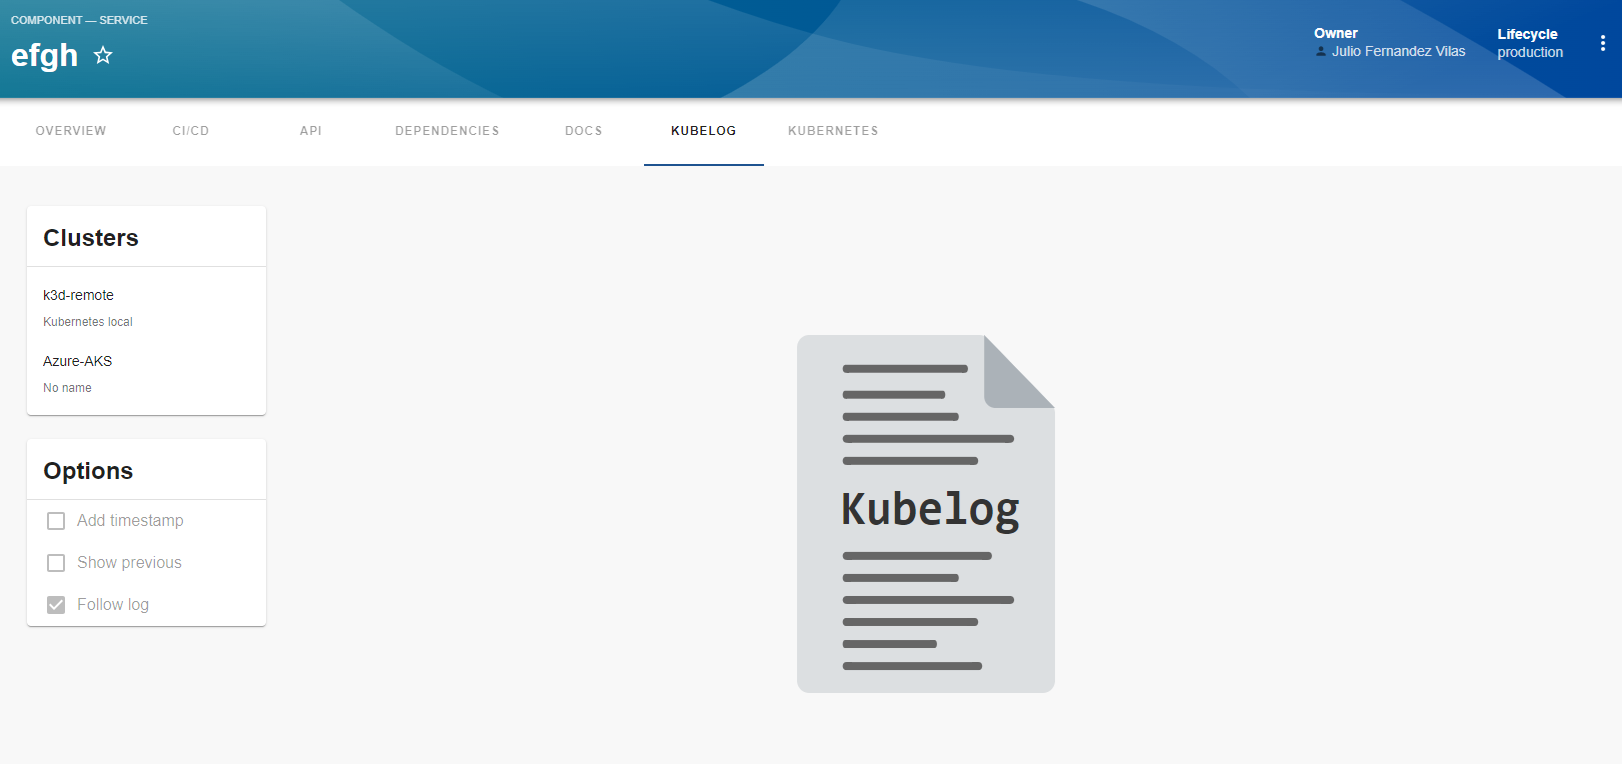 COMPONENT — SERVICE
efgh
Owner
Julio Fernandez Vilas
Lifecycle
production
OVERVIEW
CI/CD
API
DEPENDENCIES
DOCS
KUBELOG
KUBERNETES
Clusters
k3d-remote
Kubernetes local
Azure-AKS
No name
Options
Add timestamp
Show previous
Follow log
Kubelog